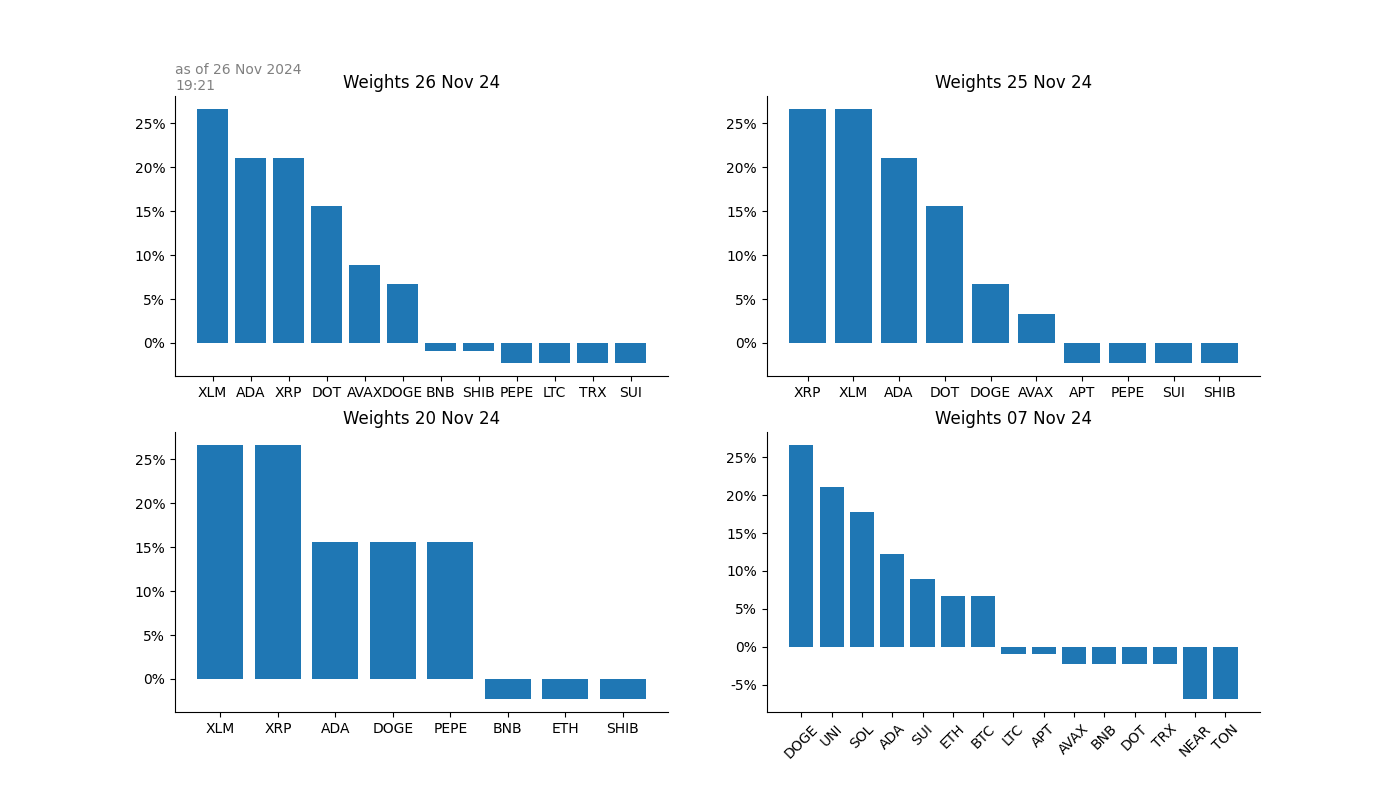 as of 26 Nov 2024
19:21
Weights 26 Nov 24
25%
20%
15%
10%
5%
0%
XLM ADA XRP DOT AVAX DOGE BNB SHIB PEPE LTC TRX SUI
Weights 25 Nov 24
25%
20%
15%
10%
5%
0%
XRP XLM ADA DOT DOGE AVAX APT PEPE SUI SHIB
Weights 20 Nov 24
25%
20%
15%
10%
5%
0%
XLM XRP ADA DOGE PEPE BNB ETH SHIB
Weights 07 Nov 24
25%
20%
15%
10%
5%
0%
-5%
DOGE UNI SOL ADA SUI ETH BTC LTC APT AVAX BNB DOT TRX NEAR TON